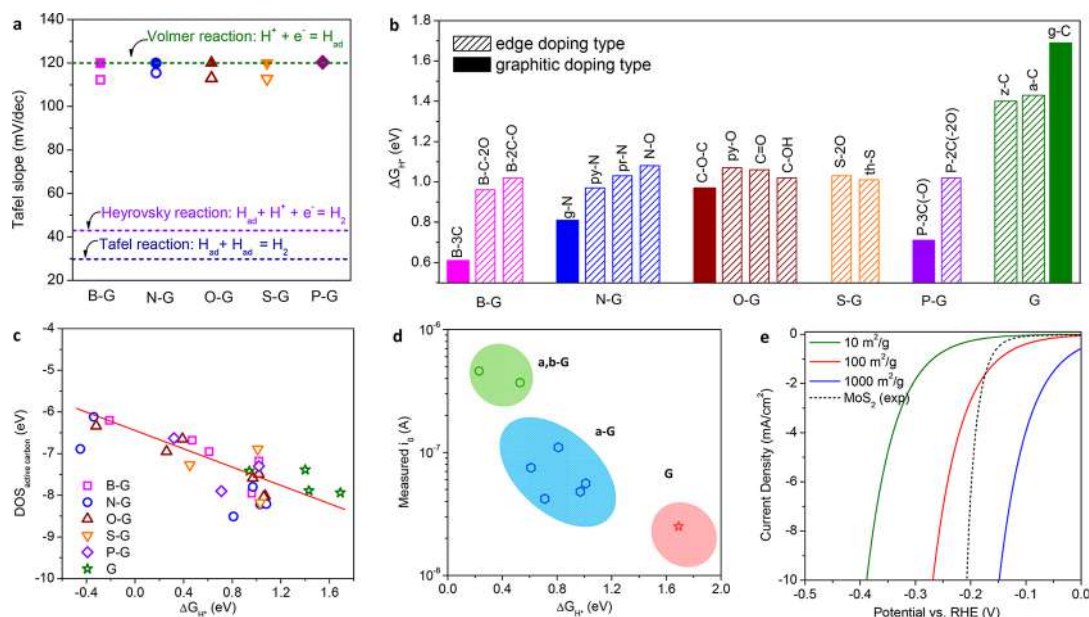 a
Tafel slope (mV/dec)
140
120
100
80
60
40
20
Volmer reaction: H⁺ + e⁻ = H_ad
Heyrovsky reaction: H_ad + H⁺ + e⁻ = H₂
Tafel reaction: H_ad + H_ad = H₂
B-G N-G O-G S-G P-G
b
ΔG_H* (eV)
1.8
1.6
1.4
1.2
1.0
0.8
0.6
edge doping type
graphitic doping type
B-3C
B-C-2O
B-2C-O
g-N
py-N
pr-N
N-O
C-O-C
py-O
C=O
C-OH
S-2O
th-S
P-3C(-O)
P-2C(-2O)
z-C
a-C
g-C
B-G N-G O-G S-G P-G G
c
DOS_active carbon
-4
-5
-6
-7
-8
-9
-10
B-G
N-G
O-G
S-G
P-G
G
-0.4 0.0 0.4 0.8 1.2 1.6
ΔG_H* (eV)
d
Measured i₀ (A)
10⁻⁶
10⁻⁷
10⁻⁸
a,b-G
a-G
G
0.0 0.4 0.8 1.2 1.6 2.0
ΔG_H* (eV)
e
Current Density (mA/cm²)
0
-2
-4
-6
-8
-10
10 m²/g
100 m²/g
1000 m²/g
MoS₂ (exp)
-0.4 -0.3 -0.2 -0.1 0.0
Potential vs. RHE (V)